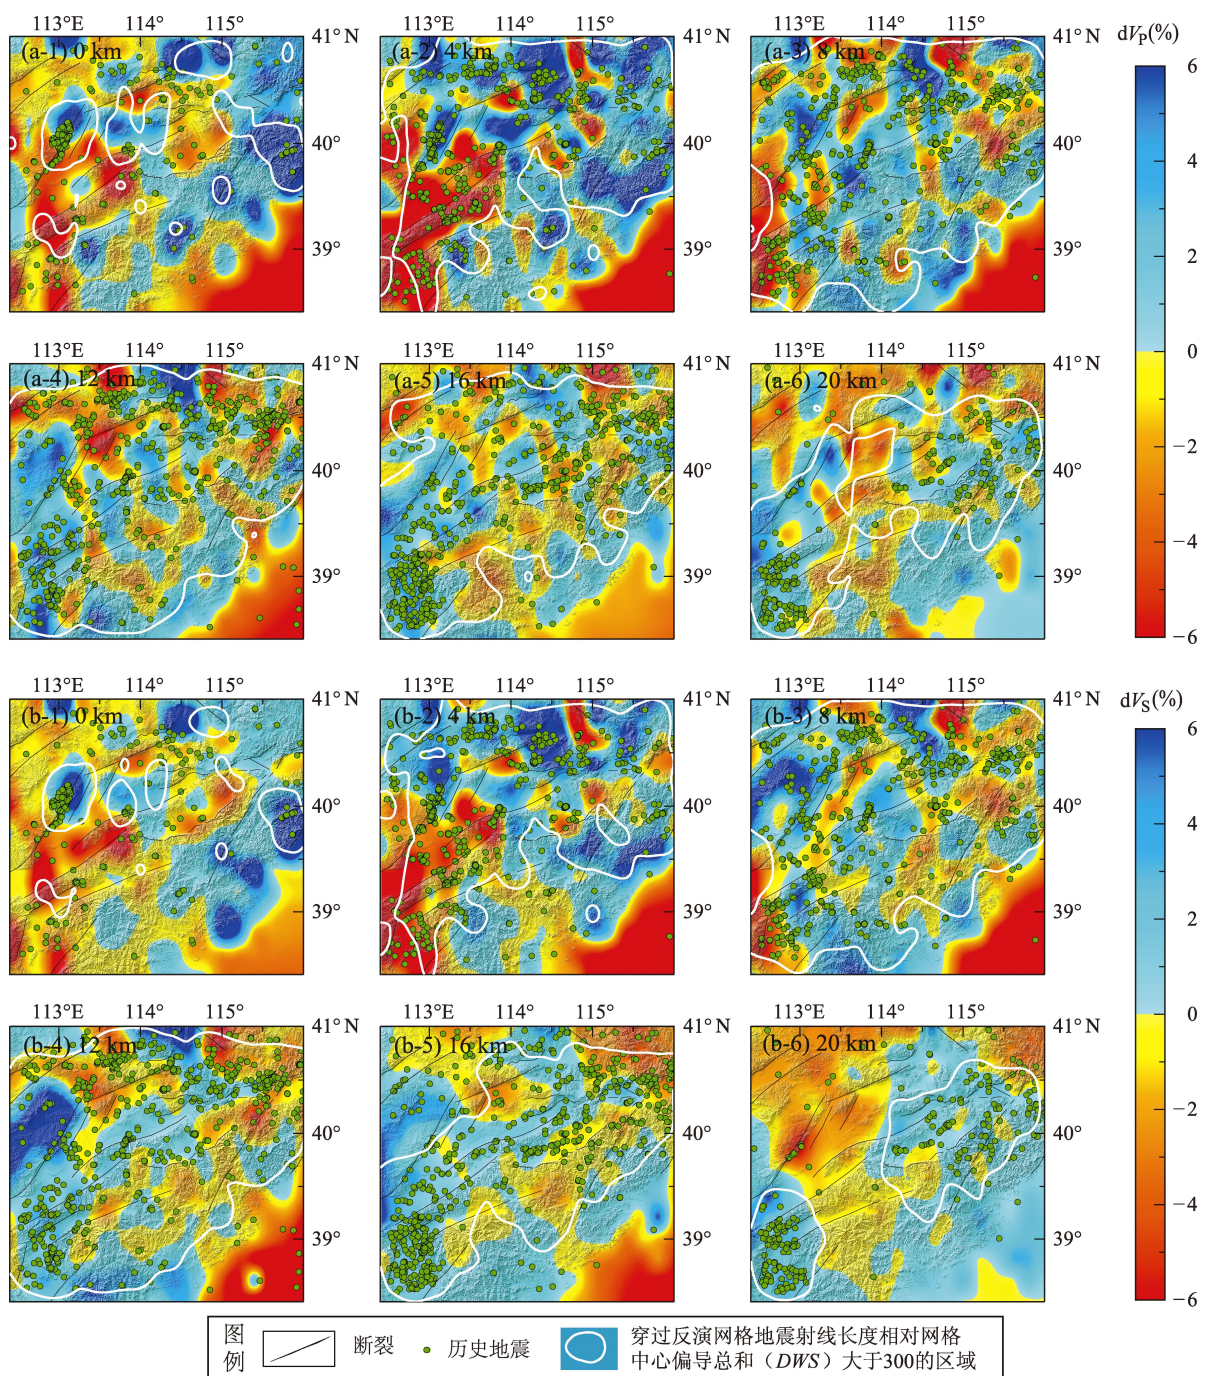 113°E 114° 115° 41°N
113°E 114° 115° 41°N
113°E 114° 115° 41°N
dVP(%)
(a-1) 0 km
(a-2) 4 km
(a-3) 8 km
40°
40°
40°
39°
39°
39°
113°E 114° 115° 41°N
113°E 114° 115° 41°N
113°E 114° 115° 41°N
(a-4) 12 km
(a-5) 16 km
(a-6) 20 km
40°
40°
40°
39°
39°
39°
6
4
2
0
−2
−4
−6
113°E 114° 115° 41°N
113°E 114° 115° 41°N
113°E 114° 115° 41°N
dVS(%)
(b-1) 0 km
(b-2) 4 km
(b-3) 8 km
40°
40°
40°
39°
39°
39°
113°E 114° 115° 41°N
113°E 114° 115° 41°N
113°E 114° 115° 41°N
(b-4) 12 km
(b-5) 16 km
(b-6) 20 km
40°
40°
40°
39°
39°
39°
6
4
2
0
−2
−4
−6
图例
断裂
历史地震
穿过反演网格地震射线长度相对网格
中心偏导总和（DWS）大于300的区域